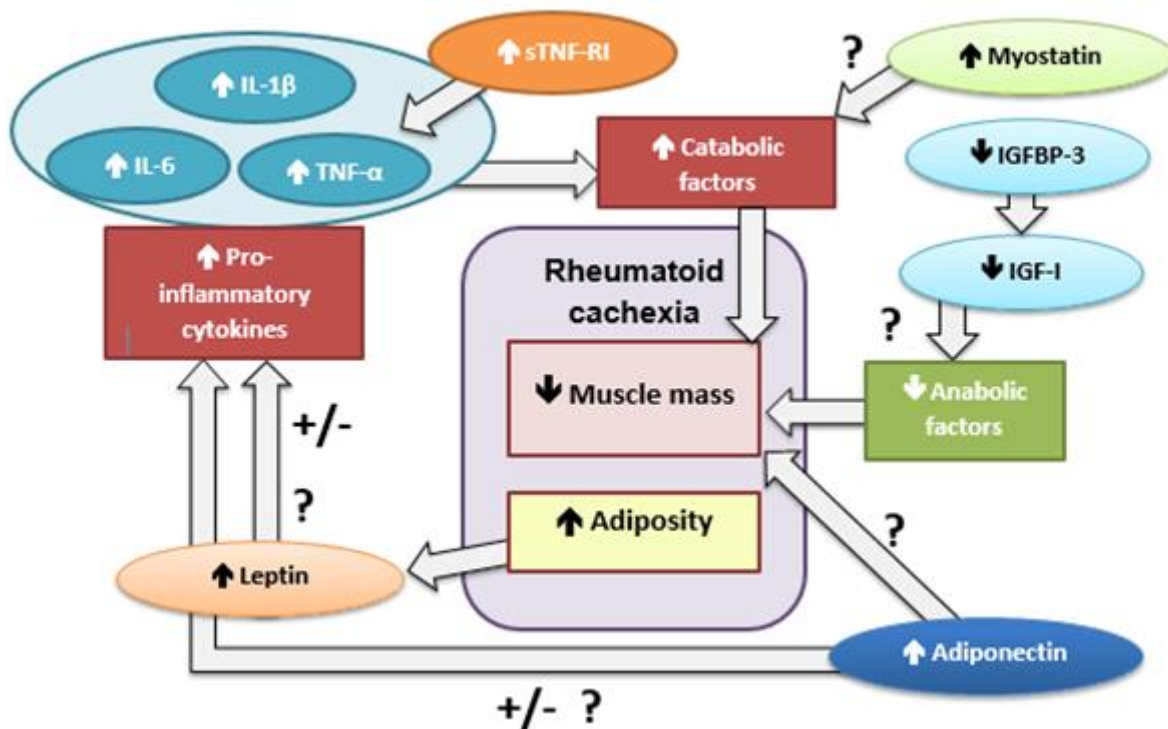 ↑ sTNF-RI
?
↑ Myostatin
↑ IL-1β
↑ IL-6
↑ TNF-α
↑ Catabolic
factors
↓ IGFBP-3
↑ Pro-
inflammatory
cytokines
Rheumatoid
cachexia
↓ IGF-I
?
↓ Muscle mass
↓ Anabolic
factors
+/-
?
↑ Adiposity
?
↑ Leptin
↑ Adiponectin
+/- ?